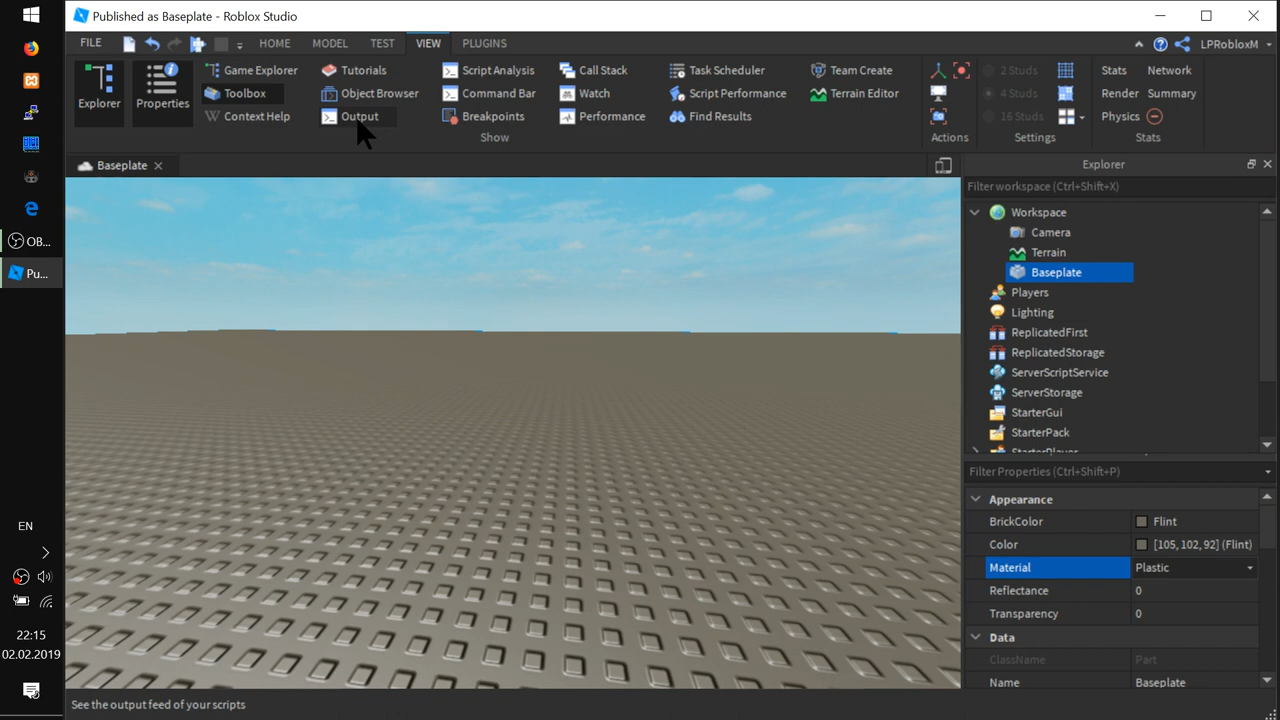 Published as Baseplate - Roblox Studio
FILE HOME MODEL TEST VIEW PLUGINS LPRobloxM
Explorer
Properties
Game Explorer
Toolbox
Context Help
Tutorials
Object Browser
Output
Script Analysis
Command Bar
Breakpoints
Call Stack
Watch
Performance
Task Scheduler
Script Performance
Find Results
Team Create
Terrain Editor
Show
Actions
2 Studs
4 Studs
16 Studs
Settings
Stats Network
Render Summary
Physics
Stats
Baseplate
Explorer
Filter workspace (Ctrl+Shift+X)
Workspace
Camera
Terrain
Baseplate
Players
Lighting
ReplicatedFirst
ReplicatedStorage
ServerScriptService
ServerStorage
StarterGui
StarterPack
StarterPlayer
Filter Properties (Ctrl+Shift+P)
Appearance
BrickColor Flint
Color [105, 102, 92] (Flint)
Material Plastic
Reflectance 0
Transparency 0
Data
ClassName Part
Name Baseplate
See the output feed of your scripts
OB...
Pu...
EN
22:15
02.02.2019